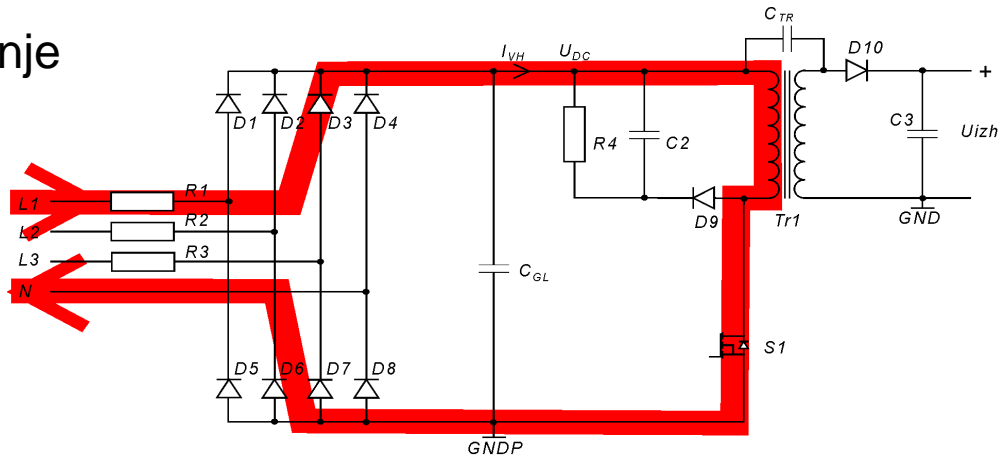 nje
C_TR
I_VH
U_DC
D10
+
D1
D2
D3
D4
R4
C2
C3
Uizh
L1
R1
D9
Tr1
GND
L2
R2
L3
R3
C_GL
N
S1
D5
D6
D7
D8
GNDP